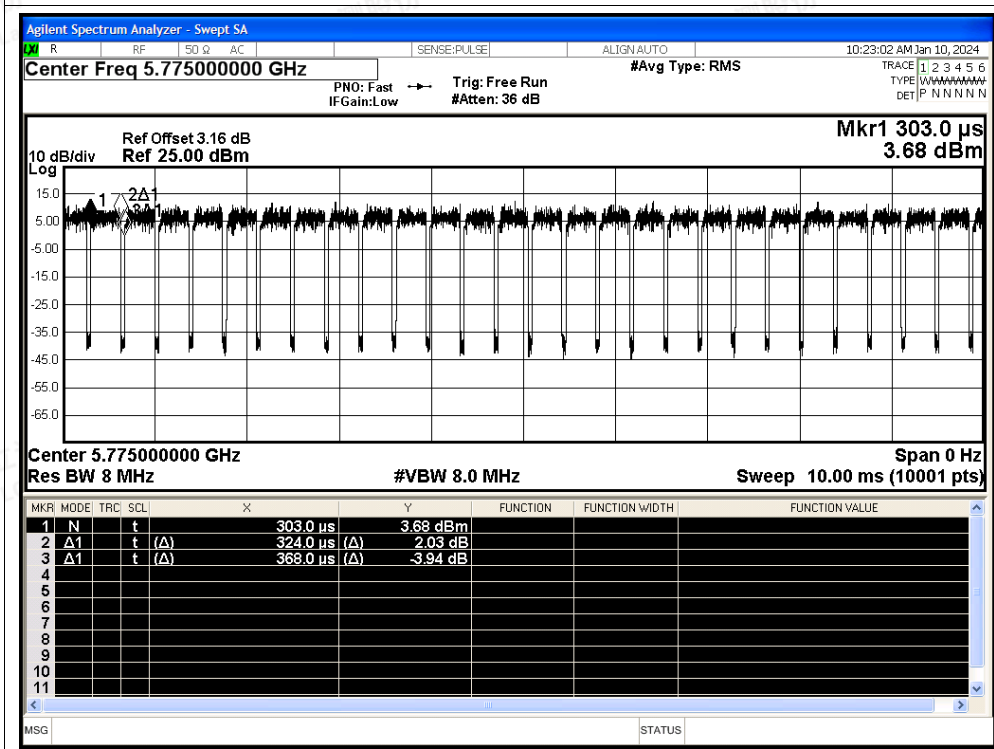 Agilent Spectrum Analyzer - Swept SA
LXI R RF 50 Ω AC SENSE:PULSE ALIGN AUTO 10:23:02 AM Jan 10, 2024
Center Freq 5.775000000 GHz #Avg Type: RMS TRACE 1 2 3 4 5 6
PNO: Fast Trig: Free Run TYPE WWWWWW
IFGain:Low #Atten: 36 dB DET P N N N N N
Mkr1 303.0 µs
Ref Offset 3.16 dB
10 dB/div Ref 25.00 dBm 3.68 dBm
Log
15.0
1 2Δ1
3Δ1
5.00
-5.00
-15.0
-25.0
-35.0
-45.0
-55.0
-65.0
Center 5.775000000 GHz Span 0 Hz
Res BW 8 MHz #VBW 8.0 MHz Sweep 10.00 ms (10001 pts)
MKR MODE TRC SCL X Y FUNCTION FUNCTION WIDTH FUNCTION VALUE
1 N t 303.0 µs 3.68 dBm
2 Δ1 t (Δ) 324.0 µs (Δ) 2.03 dB
3 Δ1 t (Δ) 368.0 µs (Δ) -3.94 dB
4
5
6
7
8
9
10
11
MSG STATUS